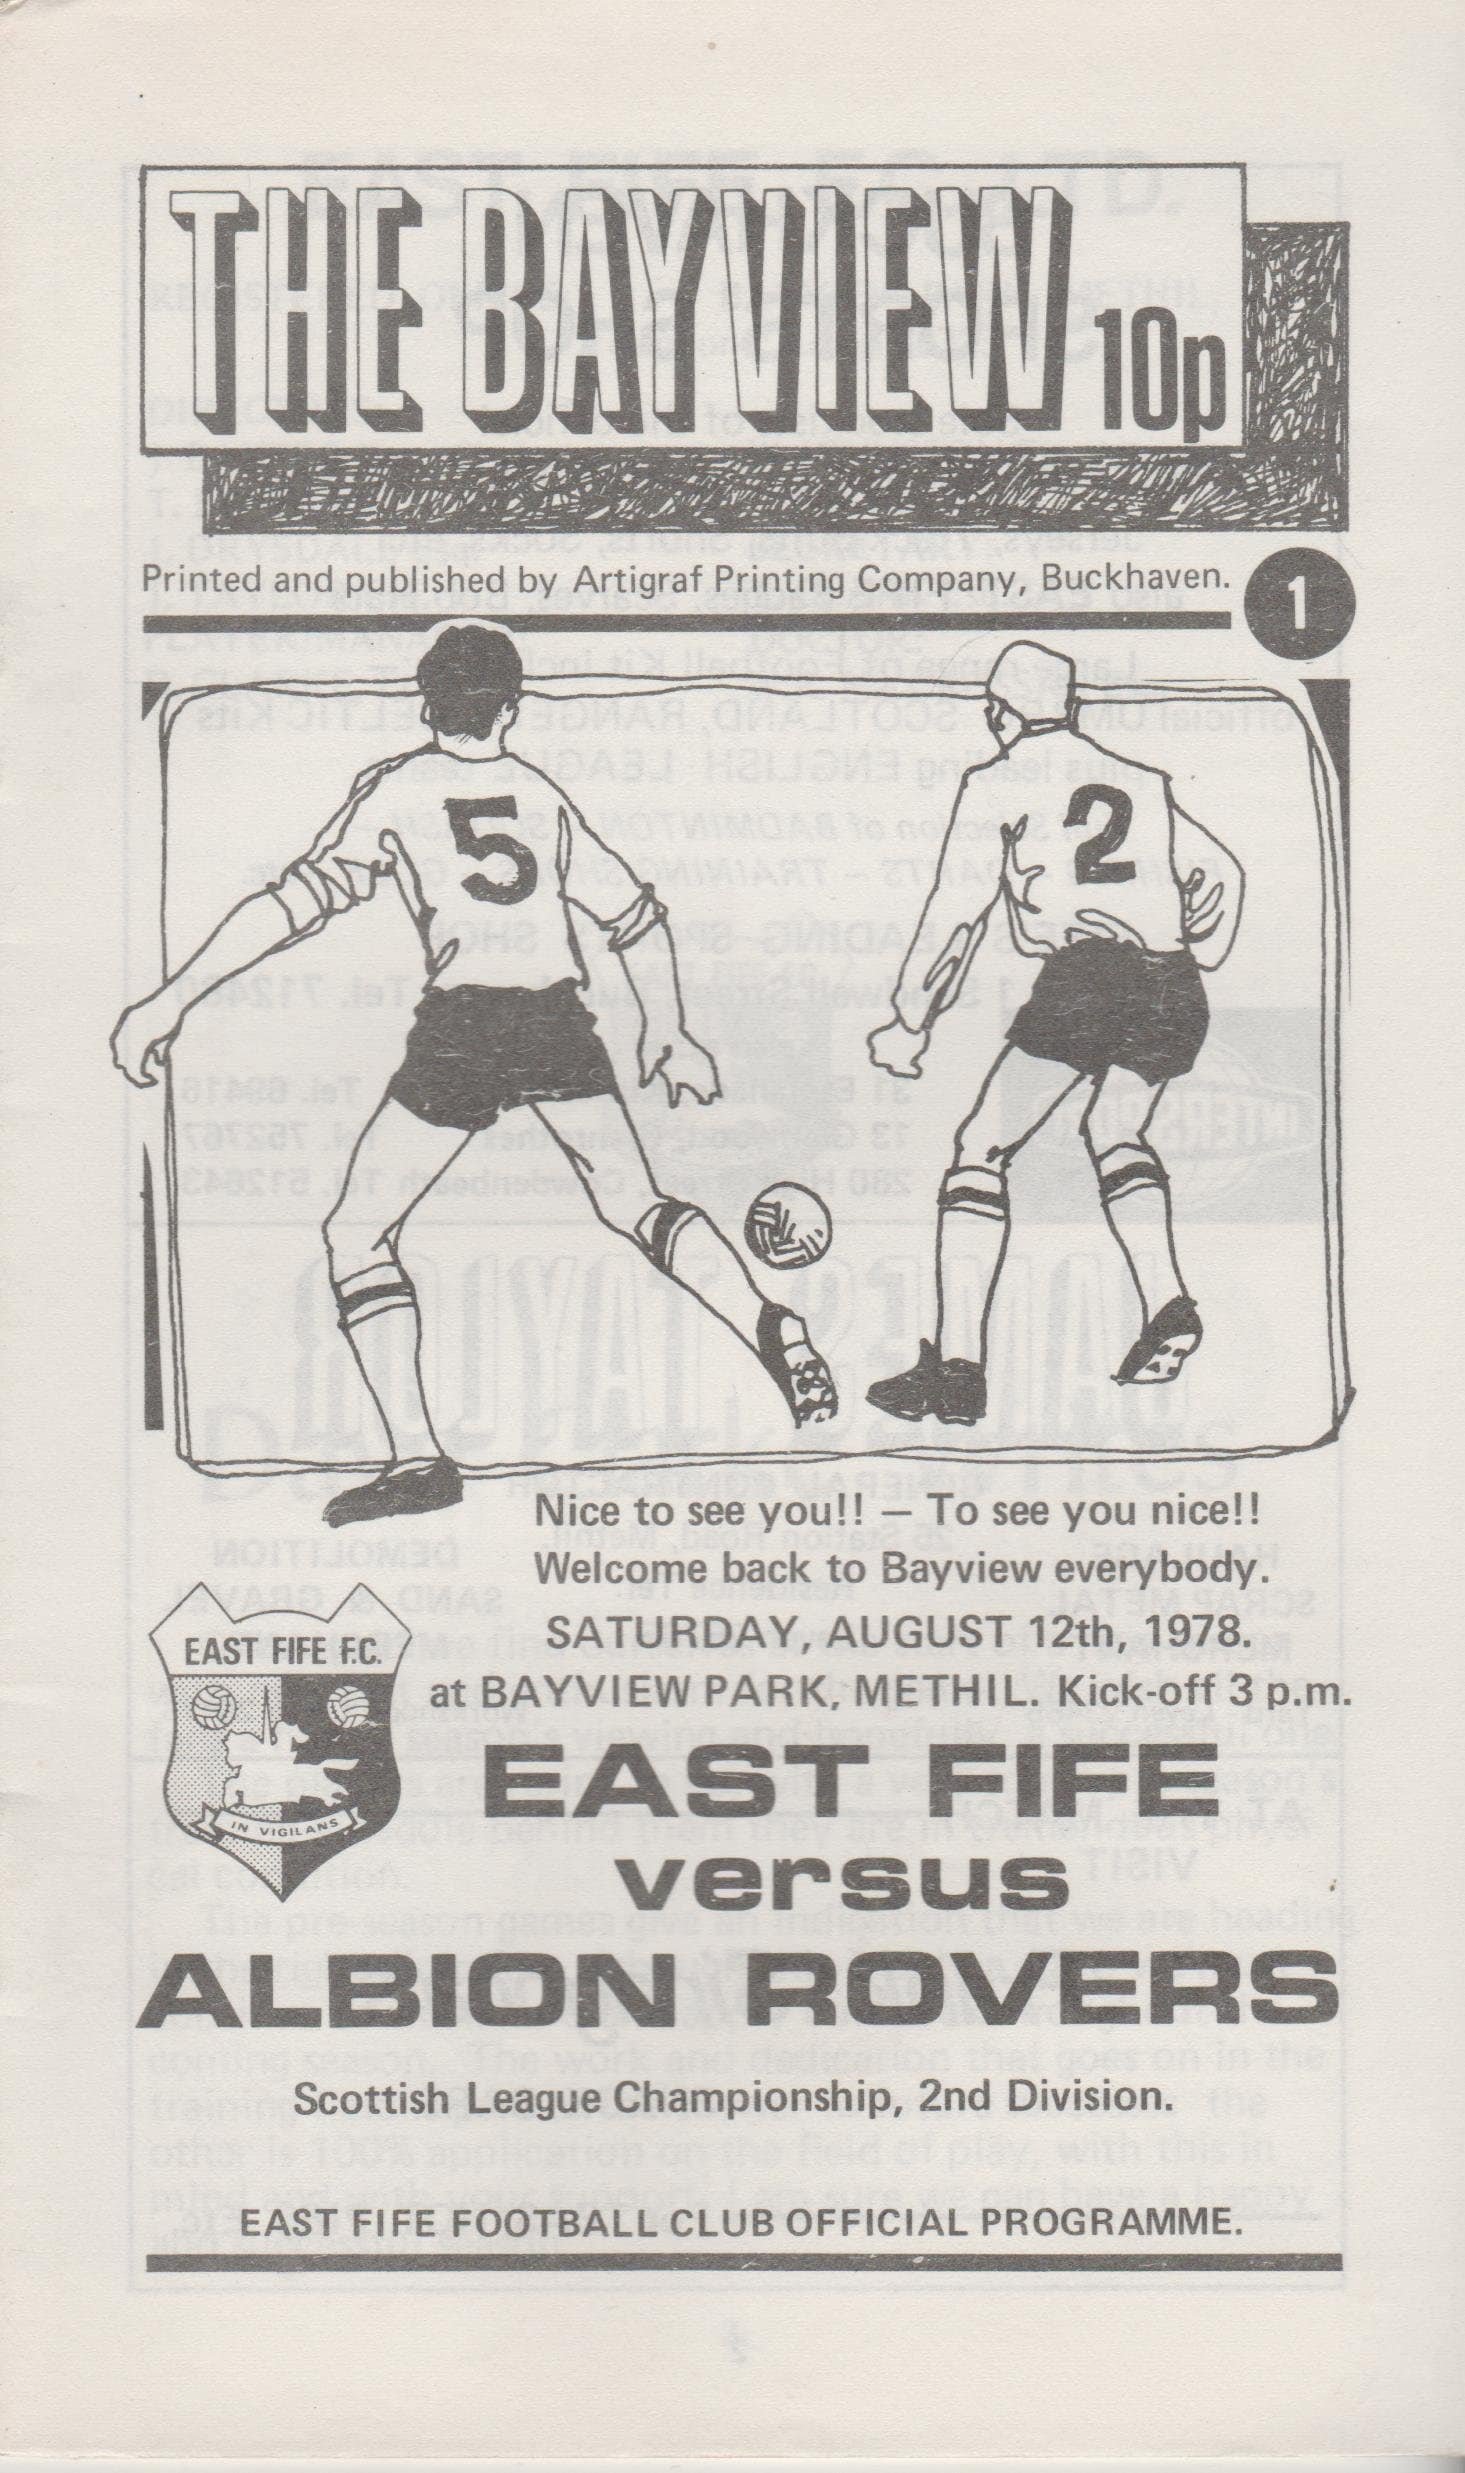 THE BAYVIEW 10p
Printed and published by Artigraf Printing Company, Buckhaven.
1
5
2
Nice to see you!! — To see you nice!!
Welcome back to Bayview everybody.
SATURDAY, AUGUST 12th, 1978.
at BAYVIEW PARK, METHIL. Kick-off 3 p.m.
EAST FIFE F.C.
IN VIGILANS
EAST FIFE
versus
ALBION ROVERS
Scottish League Championship, 2nd Division.
EAST FIFE FOOTBALL CLUB OFFICIAL PROGRAMME.